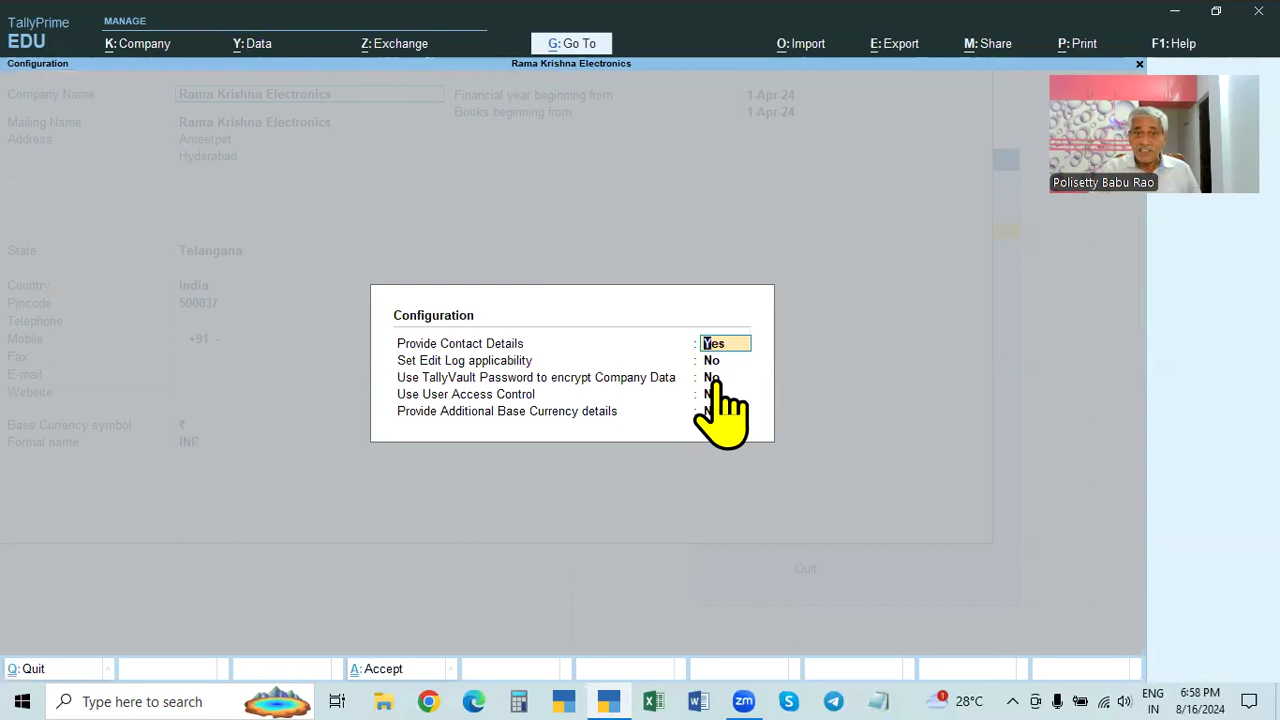 TallyPrime
EDU
MANAGE
K:Company
Y:Data
Z:Exchange
G:Go To
O:Import
E:Export
M:Share
P:Print
F1:Help
Configuration
Rama Krishna Electronics
Company Name : Rama Krishna Electronics
Financial year beginning from : 1-Apr-24
Mailing Name : Rama Krishna Electronics
Books beginning from : 1-Apr-24
Address : Ameetpet
Hyderabad
State : Telangana
Country : India
Pincode : 500037
Telephone :
Mobile : +91 -
Fax :
E-mail :
Website :
Base Currency symbol : ₹
Formal name : INR
Polisetty Babu Rao
Configuration
Provide Contact Details : Yes
Set Edit Log applicability : No
Use TallyVault Password to encrypt Company Data : No
Use User Access Control :
Provide Additional Base Currency details :
Quit
Q:Quit
A:Accept
Type here to search
1
28°C
ENG
IN
6:58 PM
8/16/2024